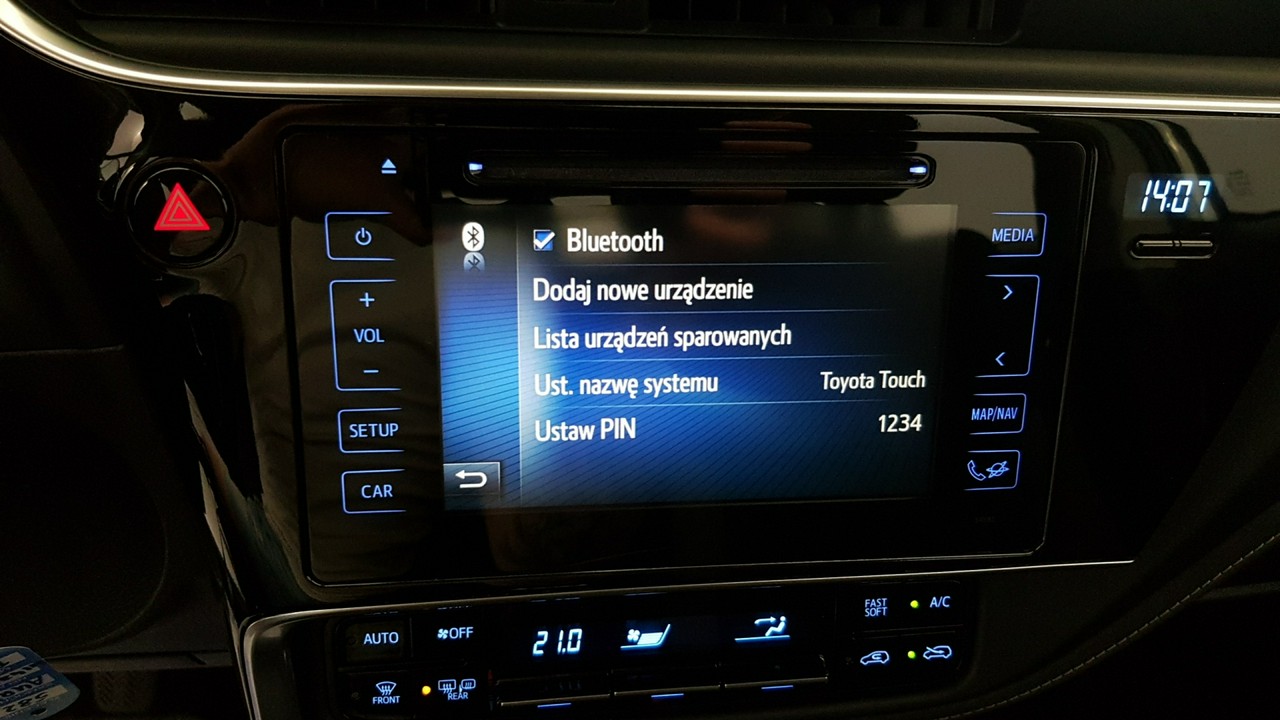 14:07
MEDIA
Bluetooth
Dodaj nowe urządzenie
VOL
Lista urządzeń sparowanych
Ust. nazwę systemu Toyota Touch
MAP/NAV
SETUP
Ustaw PIN 1234
CAR
AUTO
OFF
21.0
FAST
SOFT
A/C
FRONT
REAR